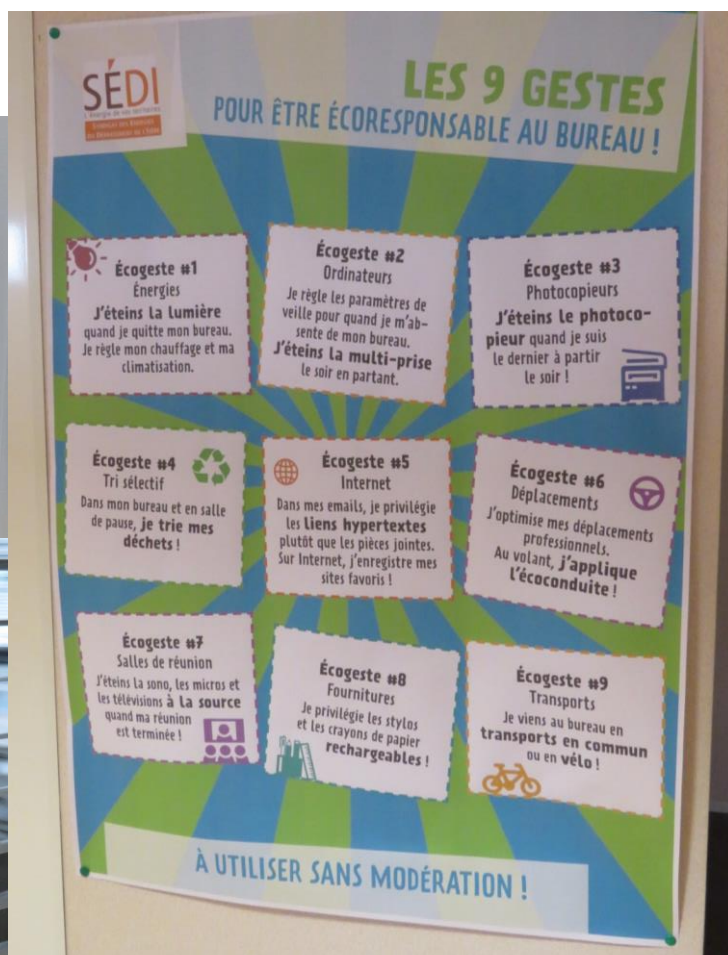 SÉDI
L'énergie de vos territoires
SYNDICAT DES ÉNERGIES
DU DÉPARTEMENT DE L'ISÈRE
LES 9 GESTES
POUR ÊTRE ÉCORESPONSABLE AU BUREAU !
Écogeste #1
Énergies
J'éteins la lumière
quand je quitte mon bureau.
Je règle mon chauffage et ma
climatisation.
Écogeste #2
Ordinateurs
Je règle les paramètres de
veille pour quand je m'ab-
sente de mon bureau.
J'éteins la multi-prise
le soir en partant.
Écogeste #3
Photocopieurs
J'éteins le photoco-
pieur quand je suis
le dernier à partir
le soir !
Écogeste #4
Tri sélectif
Dans mon bureau et en salle
de pause, je trie mes
déchets !
Écogeste #5
Internet
Dans mes emails, je privilégie
les liens hypertextes
plutôt que les pièces jointes.
Sur Internet, j'enregistre mes
sites favoris !
Écogeste #6
Déplacements
J'optimise mes déplacements
professionnels.
Au volant, j'applique
l'écoconduite !
Écogeste #7
Salles de réunion
J'éteins la sono, les micros et
les télévisions à la source
quand ma réunion
est terminée !
Écogeste #8
Fournitures
Je privilégie les stylos
et les crayons de papier
rechargeables !
Écogeste #9
Transports
Je viens au bureau en
transports en commun
ou en vélo !
À UTILISER SANS MODÉRATION !